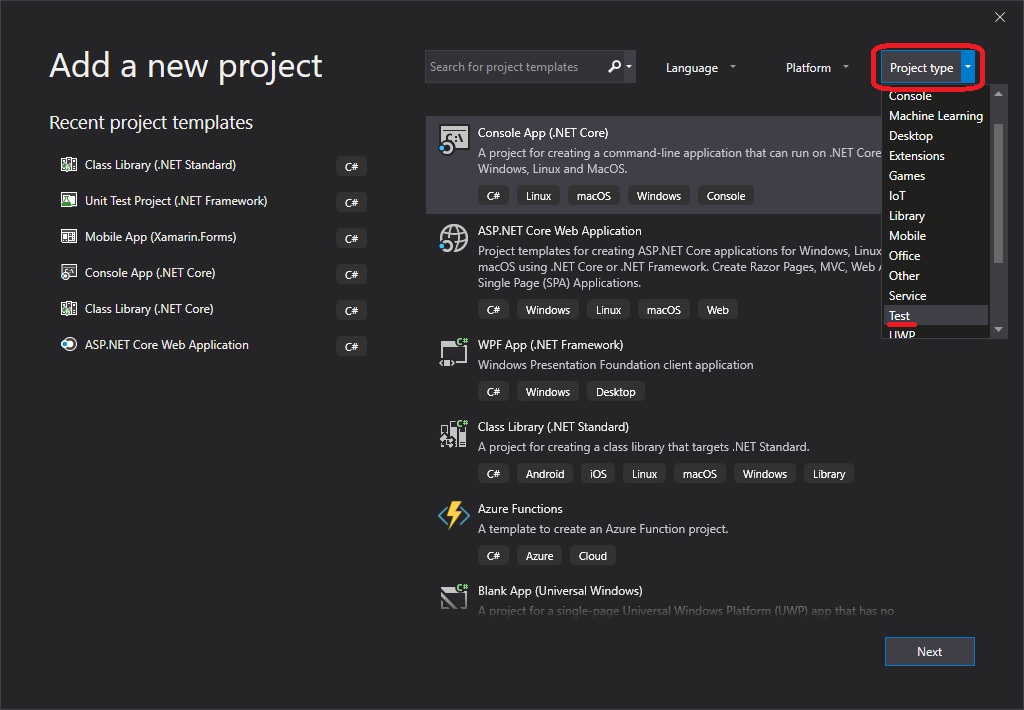 Add a new project
Search for project templates
Language
Platform
Project type
Recent project templates
Class Library (.NET Standard)
C#
Unit Test Project (.NET Framework)
C#
Mobile App (Xamarin.Forms)
C#
Console App (.NET Core)
C#
Class Library (.NET Core)
C#
ASP.NET Core Web Application
C#
Console App (.NET Core)
A project for creating a command-line application that can run on .NET Core
Windows, Linux and MacOS.
C# Linux macOS Windows Console
ASP.NET Core Web Application
Project templates for creating ASP.NET Core applications for Windows, Linux
macOS using .NET Core or .NET Framework. Create Razor Pages, MVC, Web
Single Page (SPA) Applications.
C# Windows Linux macOS Web
C#
WPF App (.NET Framework)
Windows Presentation Foundation client application
C# Windows Desktop
C#
Class Library (.NET Standard)
A project for creating a class library that targets .NET Standard.
C# Android iOS Linux macOS Windows Library
Azure Functions
A template to create an Azure Function project.
C# Azure Cloud
C#
Blank App (Universal Windows)
A project for a single-page Universal Windows Platform (UWP) app that has no
Console
Machine Learning
Desktop
Extensions
Games
IoT
Library
Mobile
Office
Other
Service
Test
UWP
Next